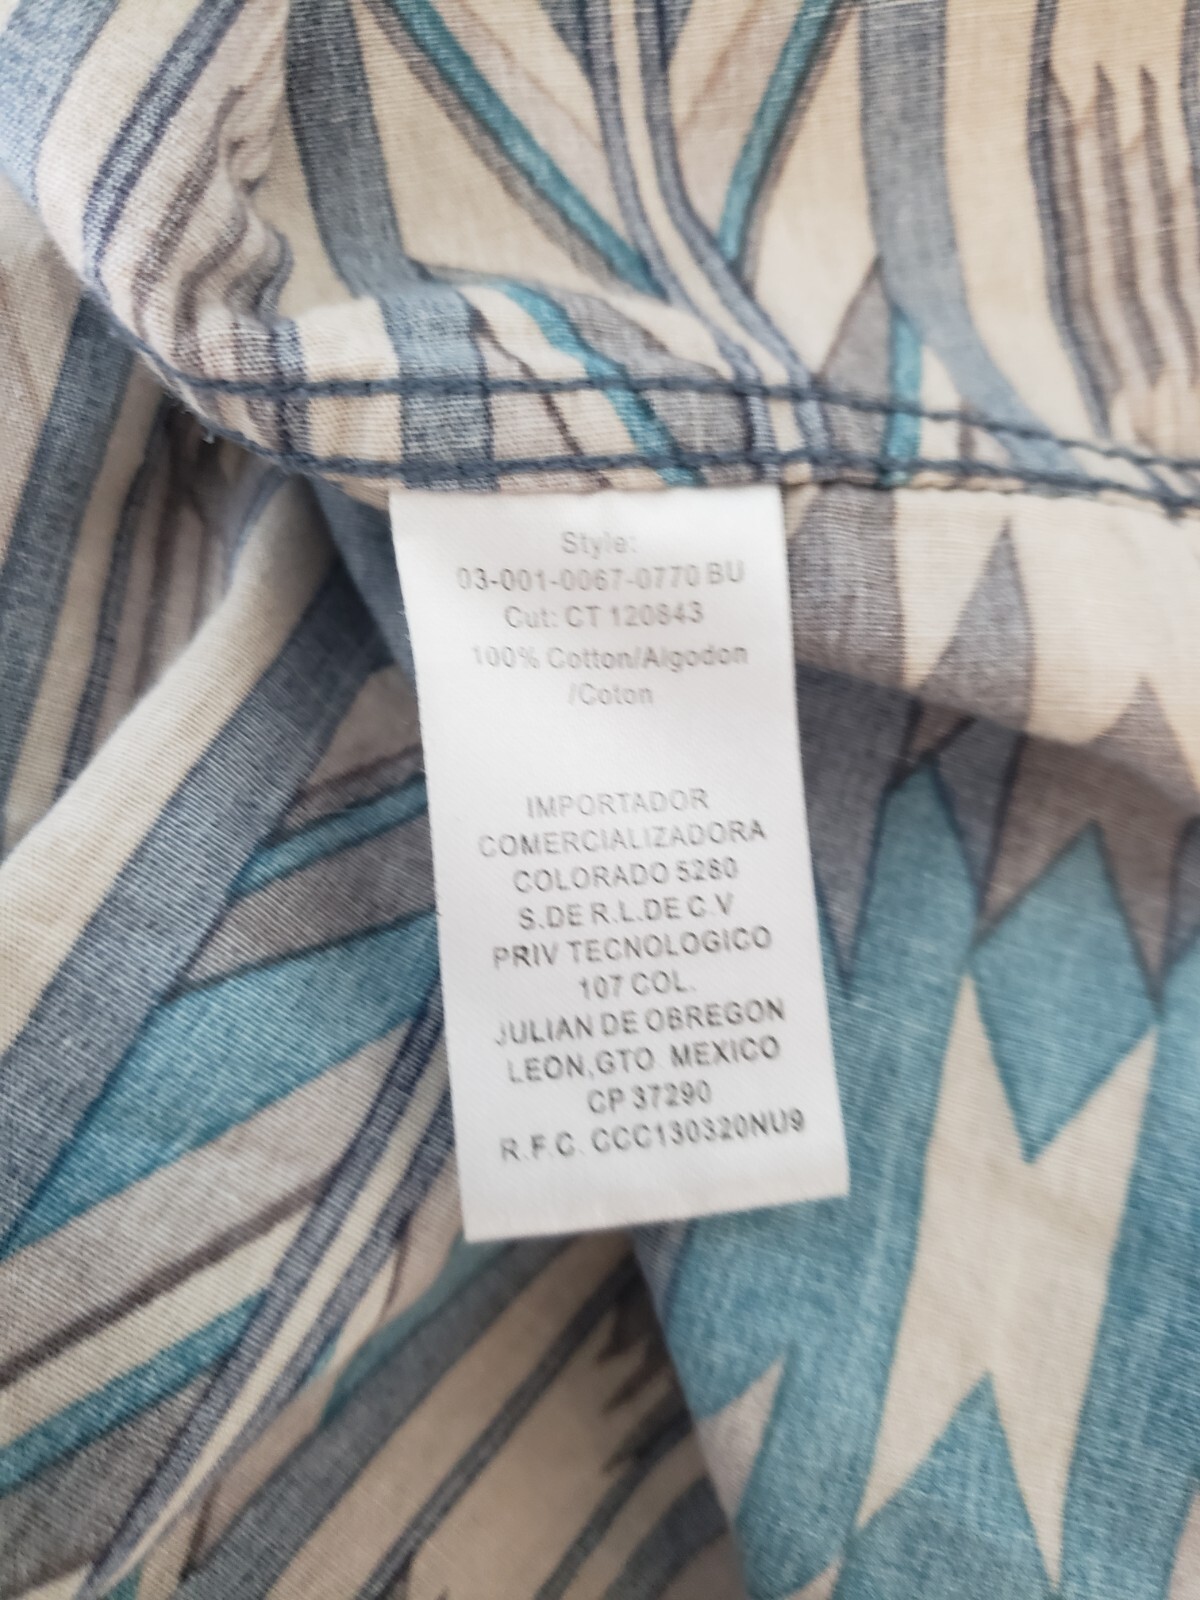 Style:
03-001-0067-0770 BU
Cut: CT 120843
100% Cotton/Algodon
/Coton
IMPORTADOR
COMERCIALIZADORA
COLORADO 5280
S.DE R.L.DE C.V
PRIV TECNOLOGICO
107 COL.
JULIAN DE OBREGON
LEON,GTO MEXICO
CP 37290
R.F.C. CCC130320NU9